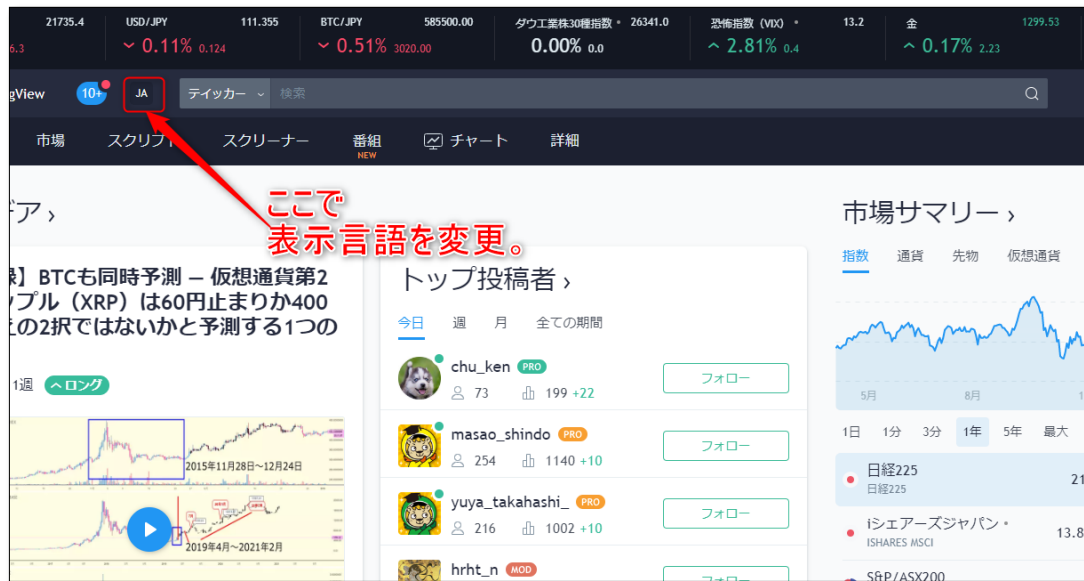 21735.4 USD/JPY 111.355 BTC/JPY 585500.00 ダウ工業株30種指数 26341.0 恐怖指数 (VIX) 13.2 金 1299.53
6.3 0.11% 0.124 0.51% 3020.00 0.00% 0.0 2.81% 0.4 0.17% 2.23
gView 10+ JA テイッカー 検索
市場 スクリプト スクリーナー 番組 チャート 詳細
NEW
ここで
表示言語を変更。
デア ›
】BTCも同時予測 — 仮想通貨第2
ップル（XRP）は60円止まりか400
の2択ではないかと予測する1つの
1週 ロング
2015年11月28日～12月24日
2019年4月～2021年2月
トップ投稿者 ›
今日 週 月 全ての期間
chu_ken PRO
73 199 +22
フォロー
masao_shindo PRO
254 1140 +10
フォロー
yuya_takahashi_ PRO
216 1002 +10
フォロー
hrht_n MOD
フォロー
市場サマリー ›
指数 通貨 先物 仮想通貨
5月 8月 1
1日 1分 3分 1年 5年 最大
日経225
日経225
21
iシェアーズジャパン
ISHARES MSCI
13.8
S&P/ASX200